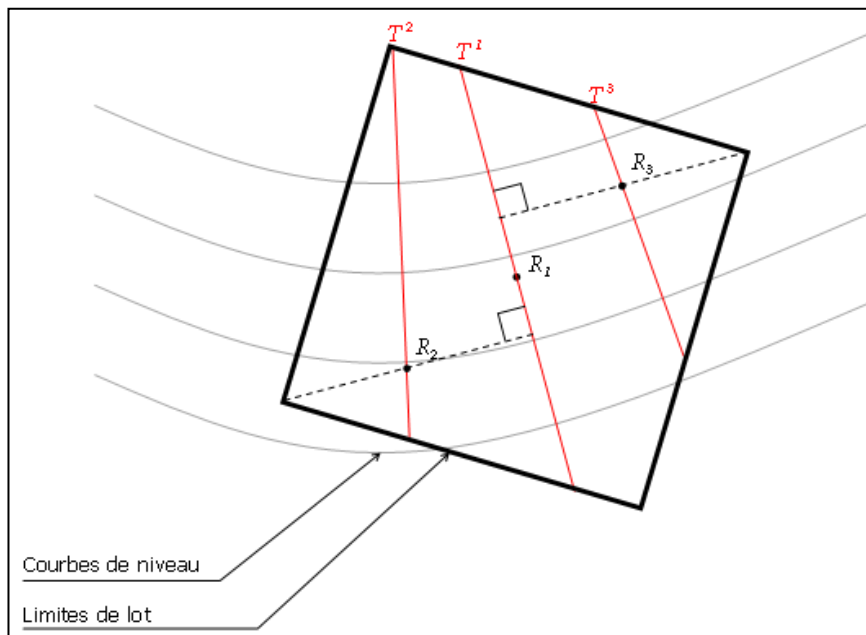 T²
T¹
T³
R₃
R₁
R₂
Courbes de niveau
Limites de lot